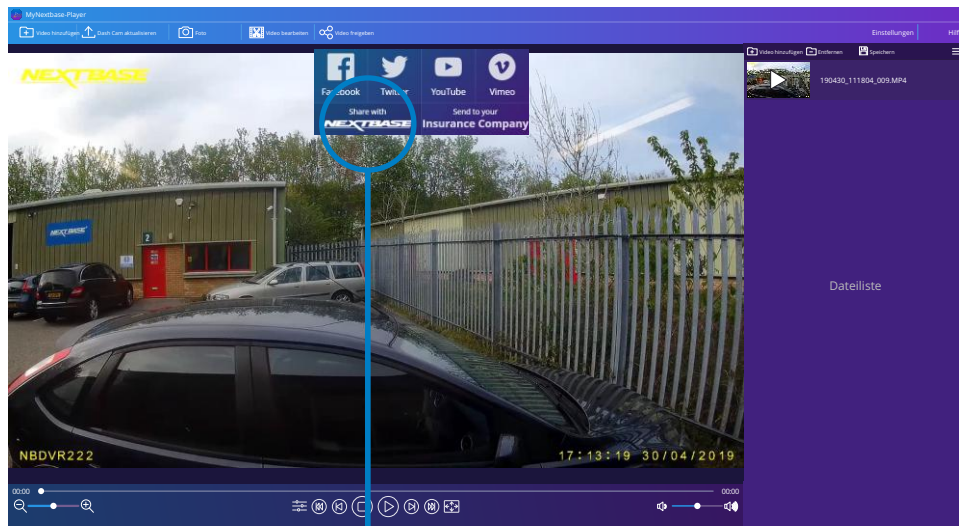 MyNextbase-Player
Video hinzufügen Dash Cam aktualisieren Foto Video bearbeiten Video freigeben Einstellungen Hilf
Video hinzufügen Entfernen Speichern
190430_111804_009.MP4
Dateiliste
NEXTBASE
Facebook Twitter YouTube Vimeo
Share with
NEXTBASE
Send to your
Insurance Company
NEXTBASE
2
NBDVR222
17:13:19 30/04/2019
00:00 00:00